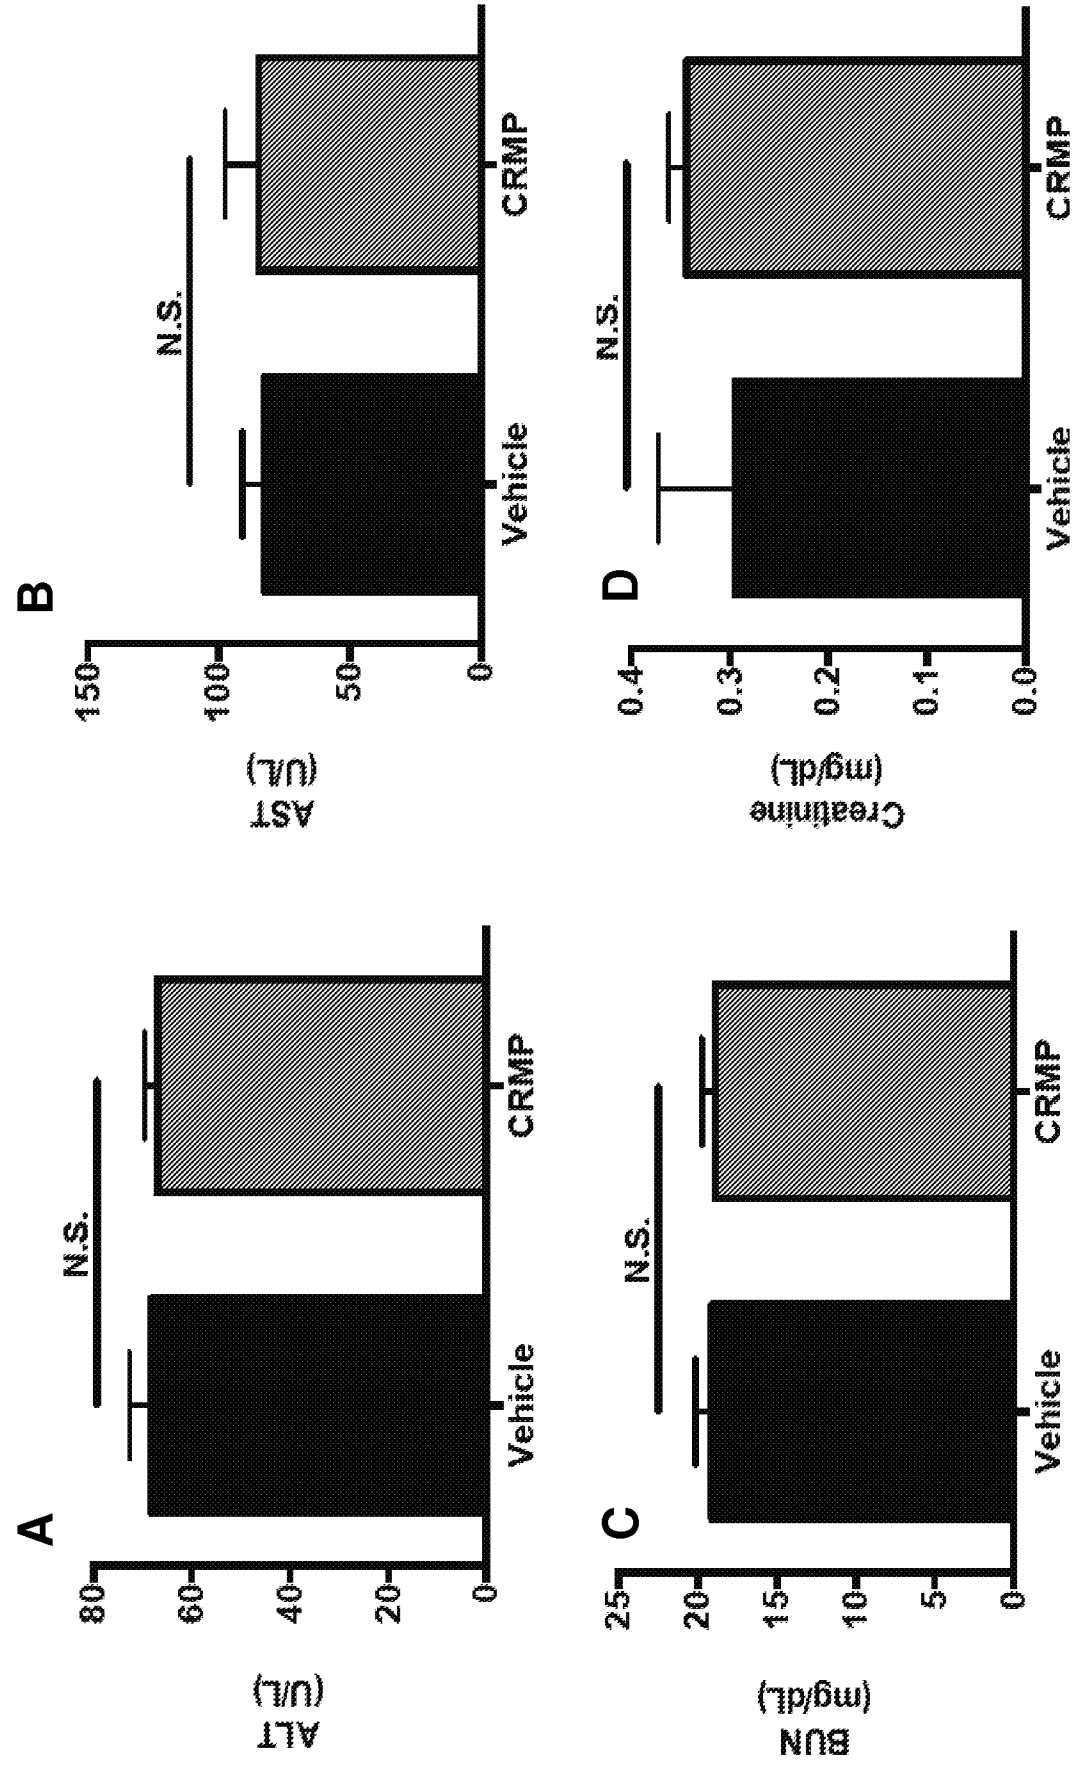 A
ALT
(U/L)
80
60
40
20
0
N.S.
Vehicle
CRMP
B
AST
(U/L)
150
100
50
0
N.S.
Vehicle
CRMP
C
BUN
(mg/dL)
25
20
15
10
5
0
N.S.
Vehicle
CRMP
D
Creatinine
(mg/dL)
0.4
0.3
0.2
0.1
0.0
N.S.
Vehicle
CRMP